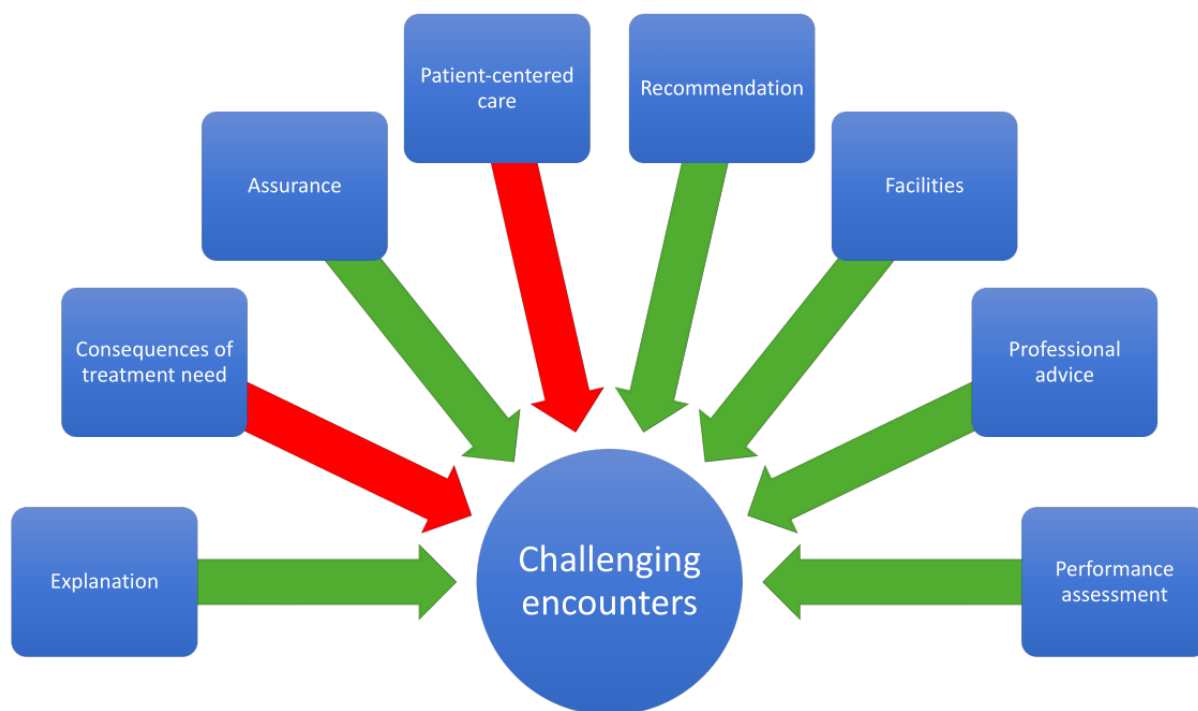 Patient-centered
care
Recommendation
Assurance
Facilities
Consequences of
treatment need
Professional
advice
Explanation
Challenging
encounters
Performance
assessment